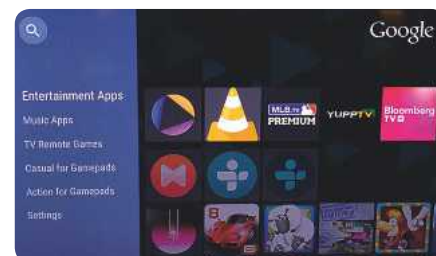 Google
Entertainment Apps
Music Apps
TV Remote Games
Casual for Gamepads
Action for Gamepads
Settings
MLB.TV
PREMIUM
YUPPTV
Bloomberg
TV
8